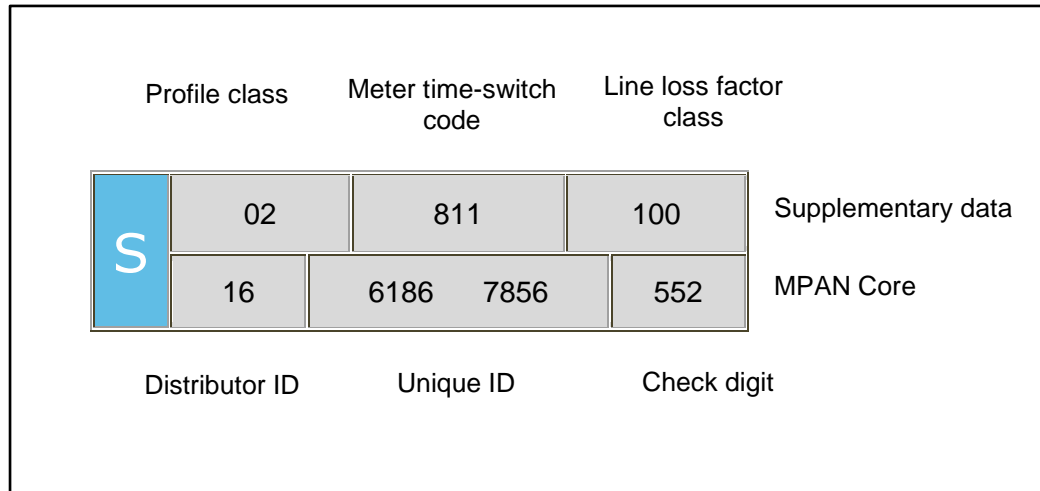 Profile class Meter time-switch code Line loss factor class
S 02 811 100 Supplementary data
16 6186 7856 552 MPAN Core
Distributor ID Unique ID Check digit